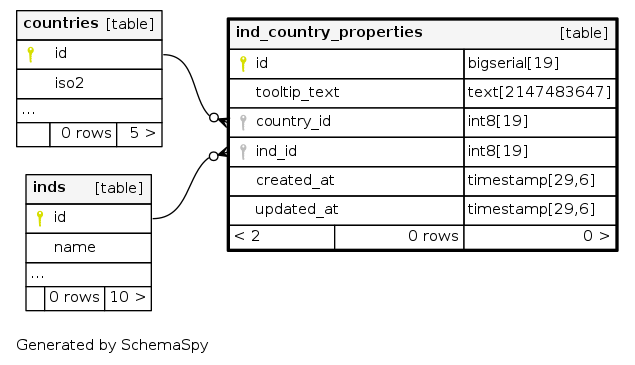 countries [table]
id
iso2
...
0 rows 5 >
inds [table]
id
name
...
0 rows 10 >
ind_country_properties [table]
id bigserial[19]
tooltip_text text[2147483647]
country_id int8[19]
ind_id int8[19]
created_at timestamp[29,6]
updated_at timestamp[29,6]
< 2 0 rows 0 >
Generated by SchemaSpy